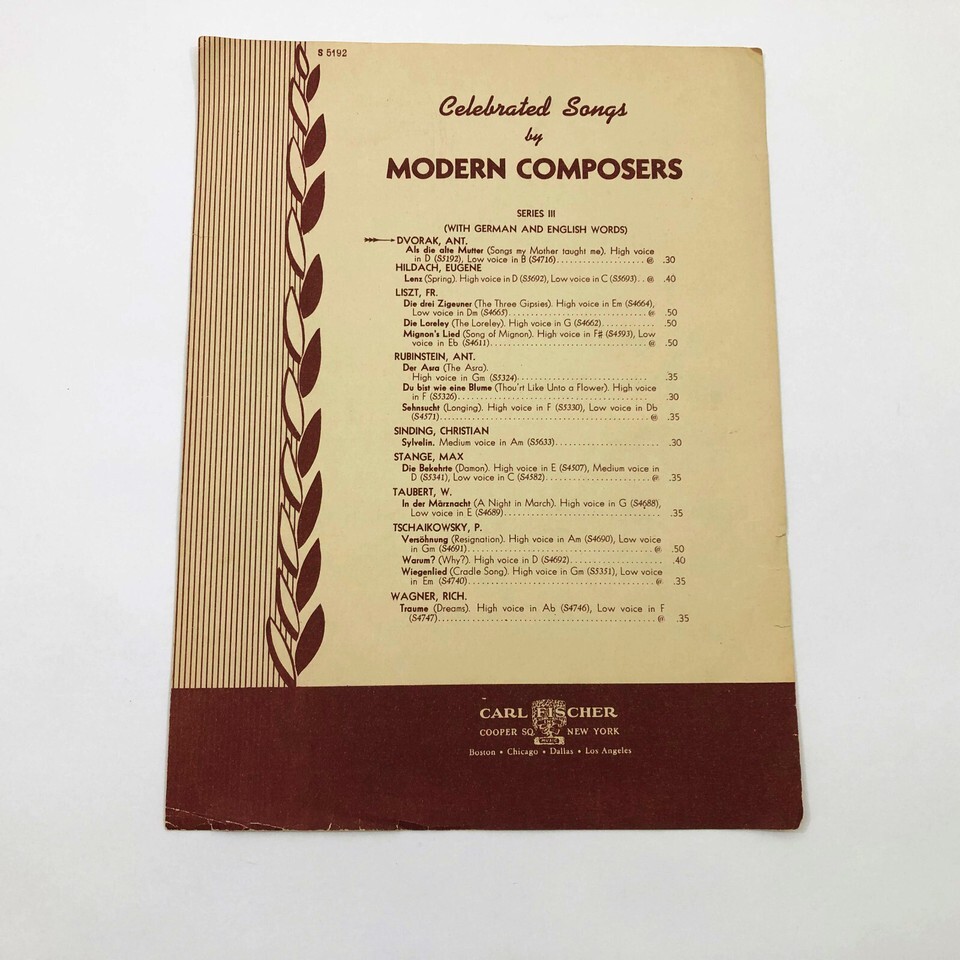 S 5192
Celebrated Songs
by
MODERN COMPOSERS
SERIES III
(WITH GERMAN AND ENGLISH WORDS)
DVORAK, ANT.
Als die alte Mutter (Songs my Mother taught me). High voice
in D (S5192), Low voice in B (S4716).................... @ .30
HILDACH, EUGENE
Lenz (Spring). High voice in D (S5692), Low voice in C (S5693). . @ .40
LISZT, FR.
Die drei Zigeuner (The Three Gipsies). High voice in Em (S4664),
Low voice in Dm (S4665)............................... @ .50
Die Loreley (The Loreley). High voice in G (S4662)........... .50
Mignon's Lied (Song of Mignon). High voice in F# (S4593), Low
voice in Eb (S4611)................................... @ .50
RUBINSTEIN, ANT.
Der Asra (The Asra).
High voice in Gm (S5324)............................. .35
Du bist wie eine Blume (Thou'rt Like Unto a Flower). High voice
in F (S5326)......................................... .30
Sehnsucht (Longing). High voice in F (S5330), Low voice in Db
(S4571)............................................. @ .35
SINDING, CHRISTIAN
Sylvelin. Medium voice in Am (S5633)....................... .30
STANGE, MAX
Die Bekehrte (Damon). High voice in E (S4507), Medium voice in
D (S5341), Low voice in C (S4582)....................... @ .35
TAUBERT, W.
In der Märznacht (A Night in March). High voice in G (S4688),
Low voice in E (S4689)................................. .35
TSCHAIKOWSKY, P.
Versöhnung (Resignation). High voice in Am (S4690), Low voice
in Gm (S4691)........................................ @ .50
Warum? (Why?). High voice in D (S4692).................... .40
Wiegenlied (Cradle Song). High voice in Gm (S5351), Low voice
in Em (S4740)........................................ @ .35
WAGNER, RICH.
Traume (Dreams). High voice in Ab (S4746), Low voice in F
(S4747)............................................. @ .35
CARL FISCHER
COOPER SQ. NEW YORK
MUSIC
Boston • Chicago • Dallas • Los Angeles